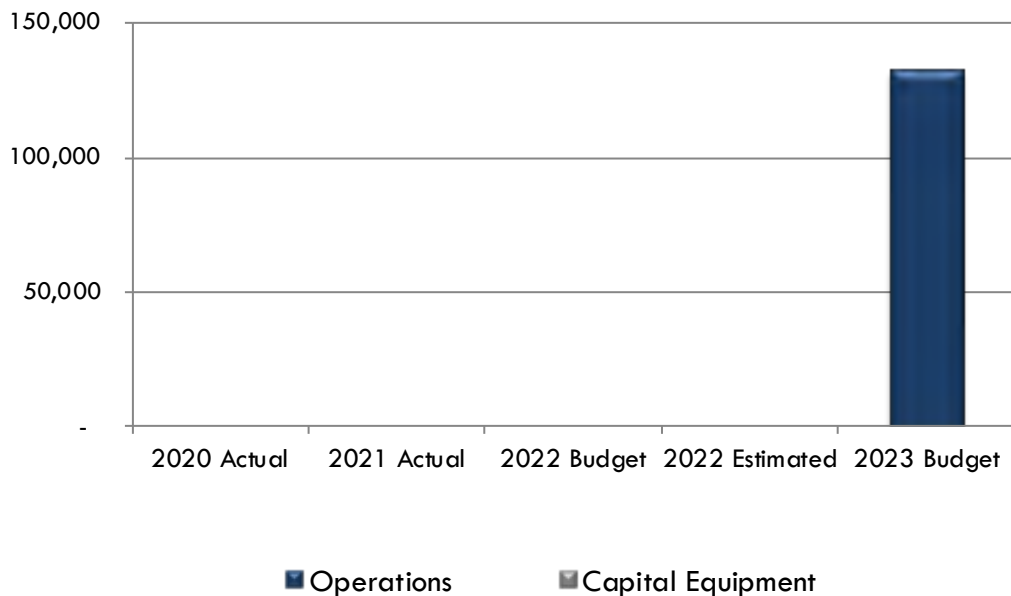 150,000
100,000
50,000
-
2020 Actual 2021 Actual 2022 Budget 2022 Estimated 2023 Budget
Operations Capital Equipment